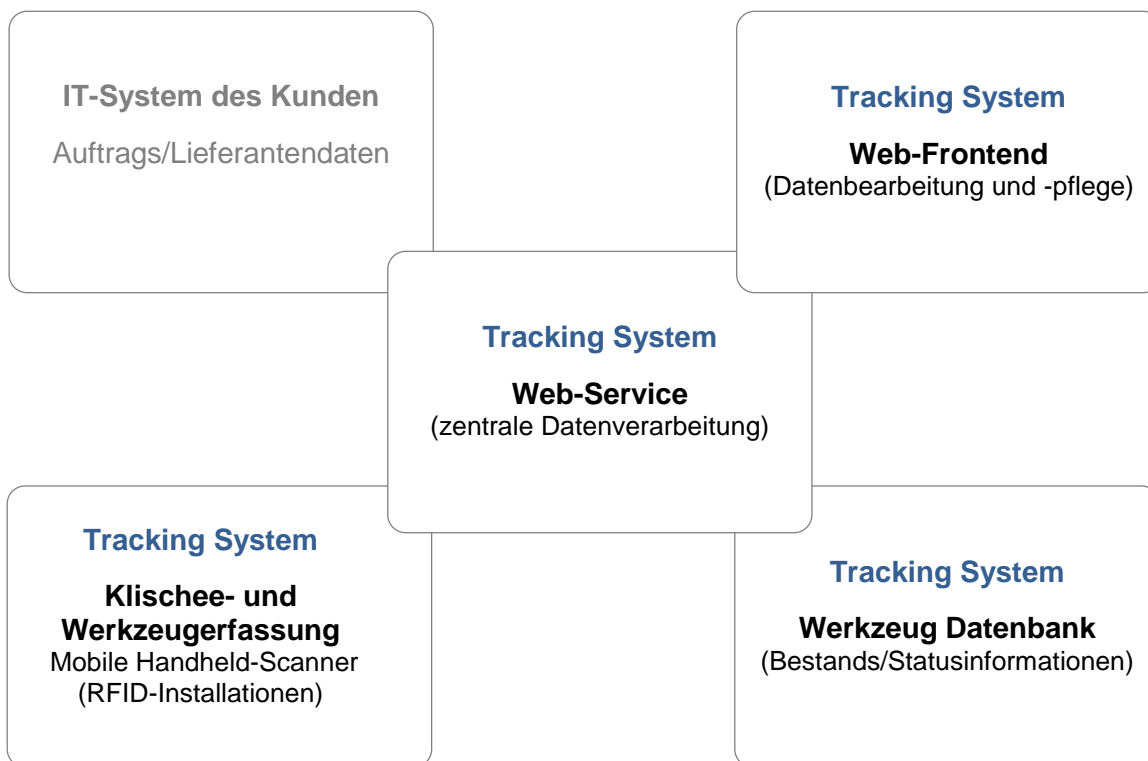 IT-System des Kunden
Auftrags/Lieferantendaten
Tracking System
Web-Frontend
(Datenbearbeitung und -pflege)
Tracking System
Web-Service
(zentrale Datenverarbeitung)
Tracking System
Klischee- und
Werkzeugerfassung
Mobile Handheld-Scanner
(RFID-Installationen)
Tracking System
Werkzeug Datenbank
(Bestands/Statusinformationen)